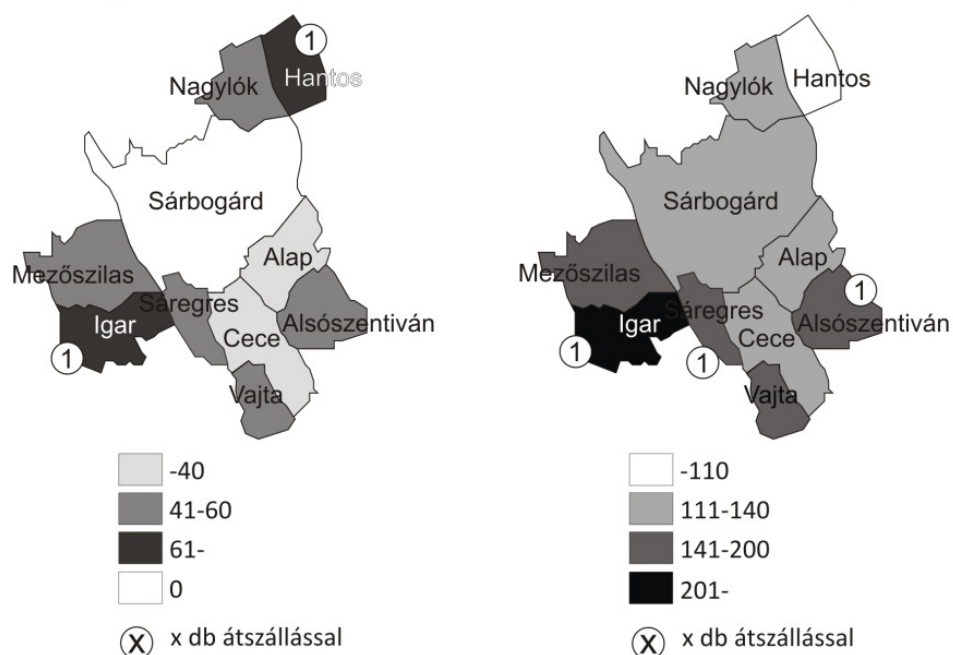 1
Hantos
Nagylók
Sárbogárd
Alap
Mezőszilas
Sáregres
Igar
Alsószentiván
Cece
1
Vajta
-40
41-60
61-
0
x x db átszállással
Hantos
Nagylók
Sárbogárd
Alap
Mezőszilas
1
Sáregres
Igar
Alsószentiván
Cece
1
1
Vajta
-110
111-140
141-200
201-
x x db átszállással